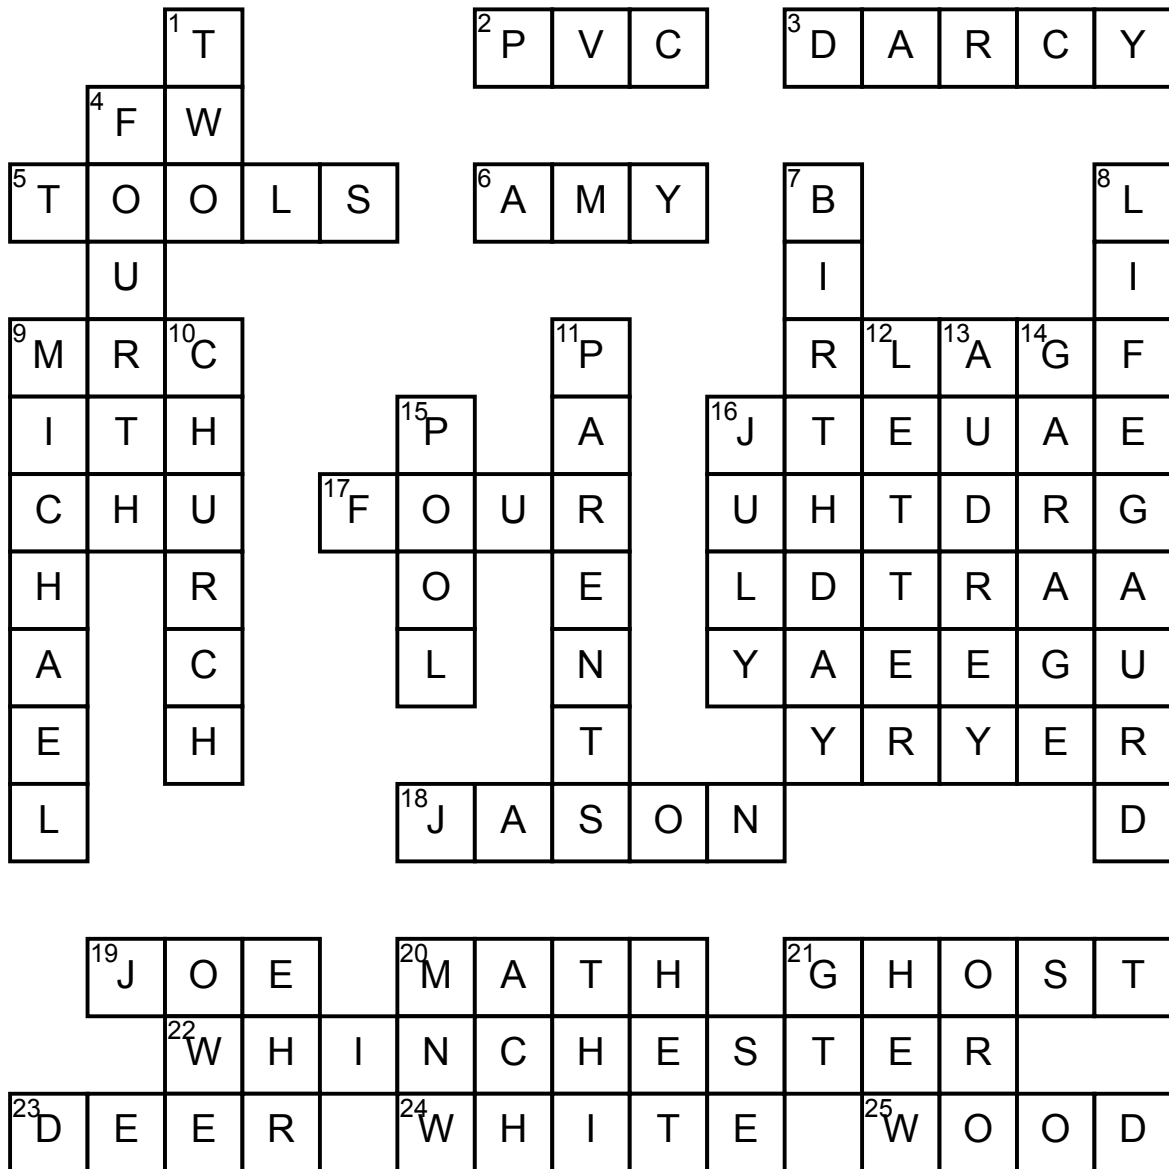 1 T 2 P V C 3 D A R C Y
4 F W
5 T O O L S 6 A M Y 7 B 8 L
U I I
9 M R 10 C 11 P R 12 L 13 A 14 G F
I T H 15 P A 16 J T E U A E
C H U 17 F O U R U H T D R G
H R O E L D T R A A
A C L N Y A E E G U
E H T Y R Y E R
L 18 J A S O N D
19 J O E 20 M A T H 21 G H O S T
22 W H I N C H E S T E R
23 D E E R 24 W H I T E 25 W O O D